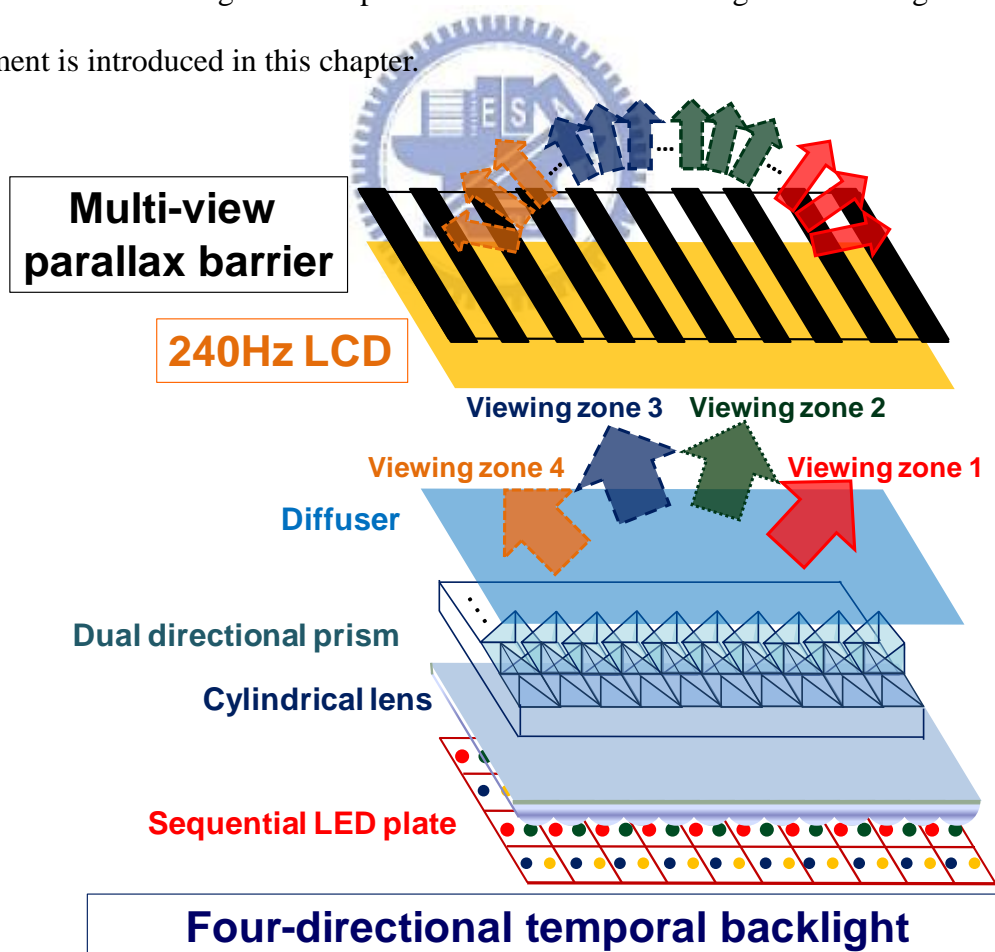 ment is introduced in this chapter.
ES
Multi-view
parallax barrier
240Hz LCD
Viewing zone 3 Viewing zone 2
Viewing zone 4 Viewing zone 1
Diffuser
Dual directional prism
Cylindrical lens
Sequential LED plate
Four-directional temporal backlight